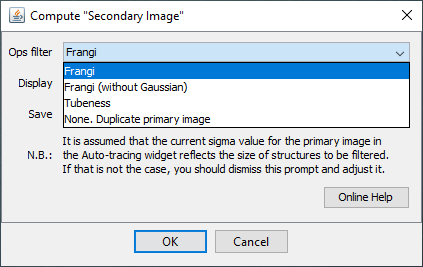 Compute "Secondary Image"
Ops filter
Frangi
Frangi
Frangi (without Gaussian)
Display
Tubeness
Save
None. Duplicate primary image
N.B.:
It is assumed that the current sigma value for the primary image in
the Auto-tracing widget reflects the size of structures to be filtered.
If that is not the case, you should dismiss this prompt and adjust it.
Online Help
OK
Cancel